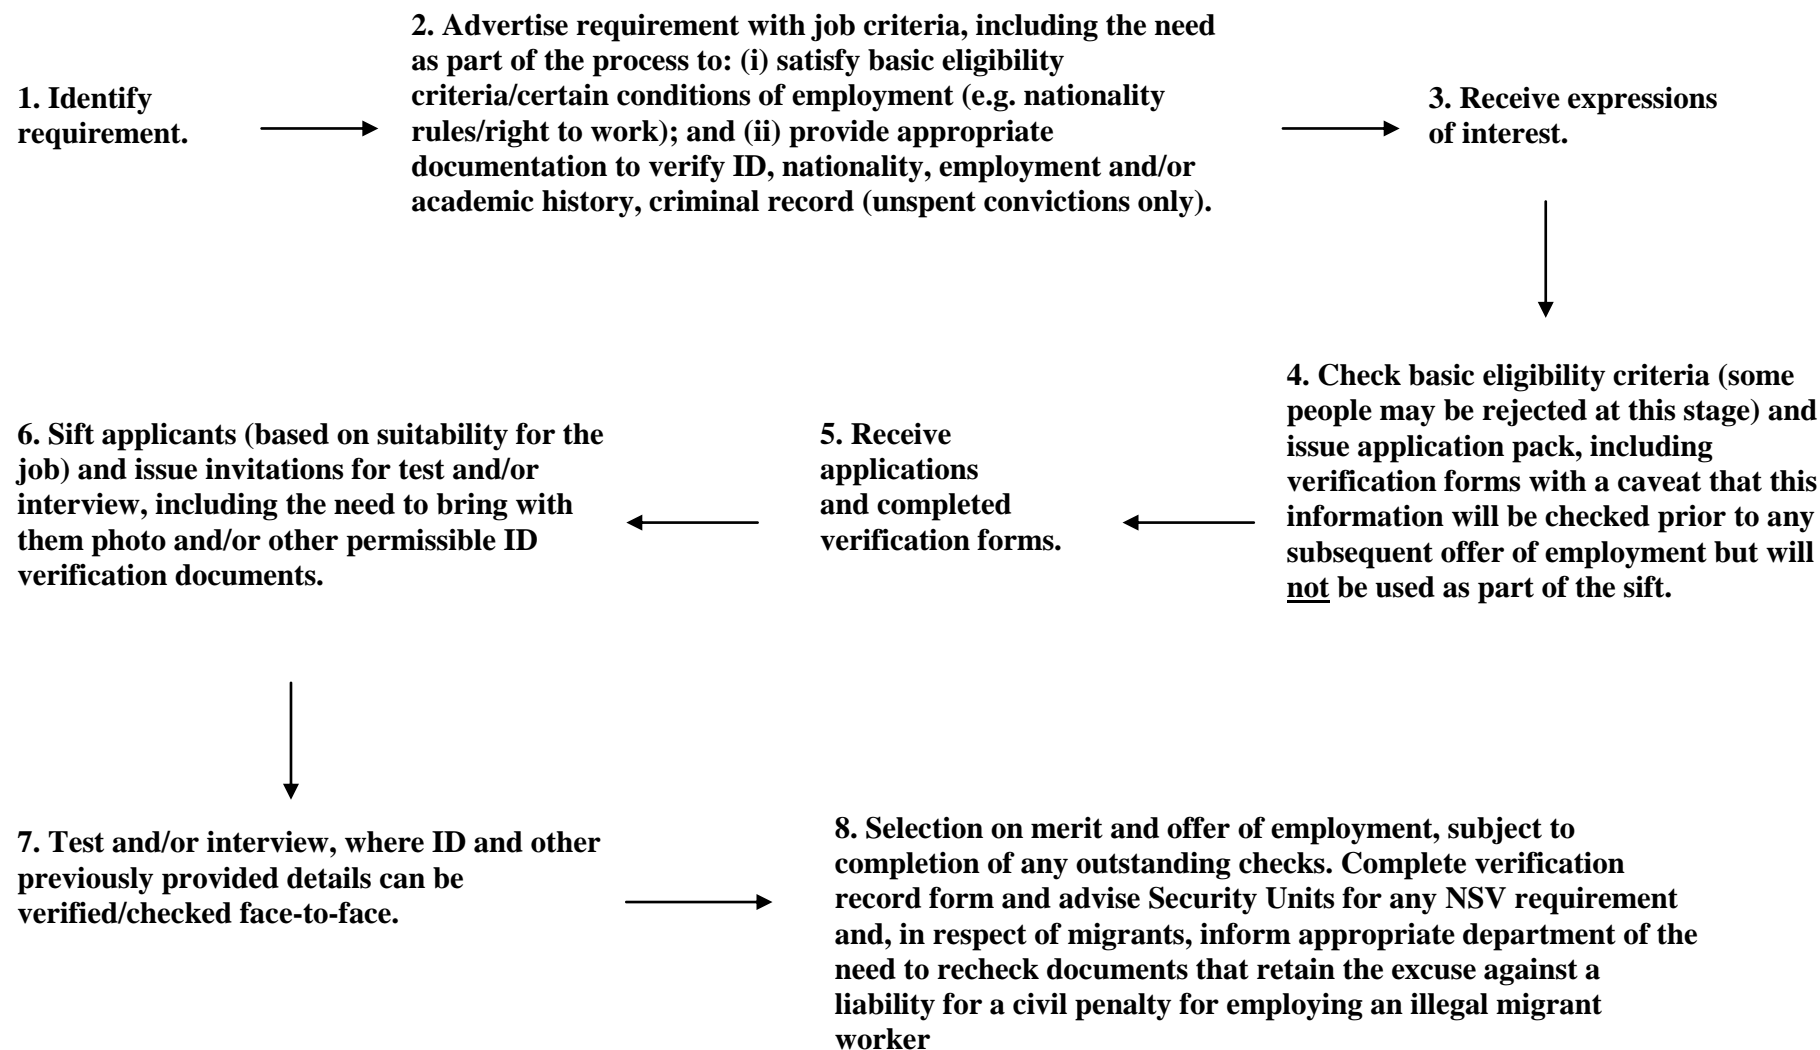 1. Identify
requirement.
2. Advertise requirement with job criteria, including the need
as part of the process to: (i) satisfy basic eligibility
criteria/certain conditions of employment (e.g. nationality
rules/right to work); and (ii) provide appropriate
documentation to verify ID, nationality, employment and/or
academic history, criminal record (unspent convictions only).
3. Receive expressions
of interest.
4. Check basic eligibility criteria (some
people may be rejected at this stage) and
issue application pack, including
verification forms with a caveat that this
information will be checked prior to any
subsequent offer of employment but will
not be used as part of the sift.
5. Receive
applications
and completed
verification forms.
6. Sift applicants (based on suitability for the
job) and issue invitations for test and/or
interview, including the need to bring with
them photo and/or other permissible ID
verification documents.
7. Test and/or interview, where ID and other
previously provided details can be
verified/checked face-to-face.
8. Selection on merit and offer of employment, subject to
completion of any outstanding checks. Complete verification
record form and advise Security Units for any NSV requirement
and, in respect of migrants, inform appropriate department of the
need to recheck documents that retain the excuse against a
liability for a civil penalty for employing an illegal migrant
worker